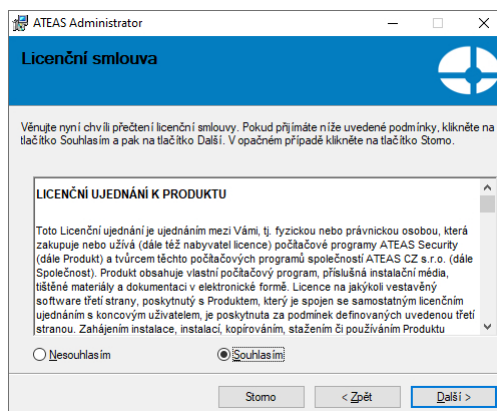 ATEAS Administrator
Licenční smlouva
Věnujte nyní chvíli přečtení licenční smlouvy. Pokud přijímáte níže uvedené podmínky, klikněte na
tlačítko Souhlasím a pak na tlačítko Další. V opačném případě klikněte na tlačítko Storno.
LICENČNÍ UJEDNÁNÍ K PRODUKTU
Toto Licenční ujednání je ujednáním mezi Vámi, tj. fyzickou nebo právnickou osobou, která
zakupuje nebo užívá (dále též nabyvatel licence) počítačové programy ATEAS Security
(dále Produkt) a tvůrcem těchto počítačových programů společností ATEAS CZ s.r.o. (dále
Společnost). Produkt obsahuje vlastní počítačový program, příslušná instalační média,
tištěné materiály a dokumentaci v elektronické formě. Licence na jakýkoli vestavěný
software třetí strany, poskytnutý s Produktem, který je spojen se samostatným licenčním
ujednáním s koncovým uživatelem, je poskytnuta za podmínek definovaných uvedenou třetí
stranou. Zahájením instalace, instalací, kopírováním, stažením či používáním Produktu
Nesouhlasím Souhlasím
Storno < Zpět Další >